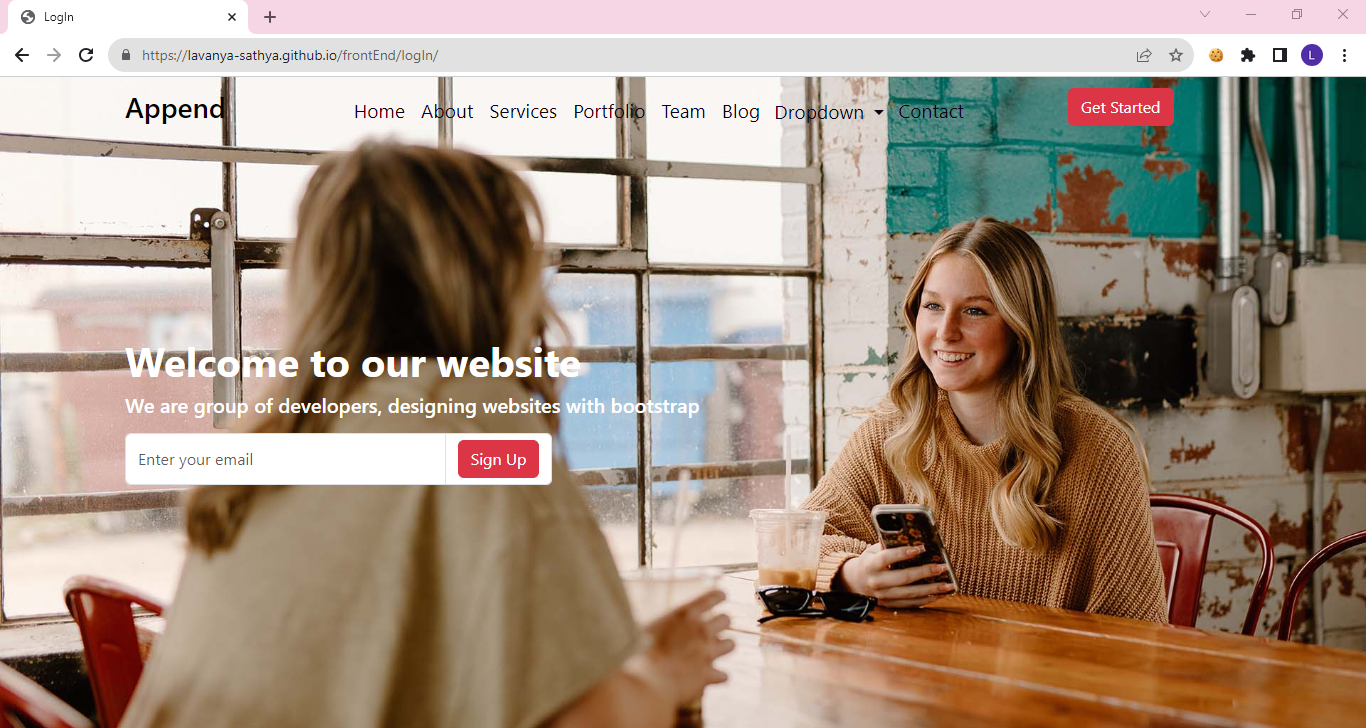 LogIn
https://lavanya-sathya.github.io/frontEnd/logIn/
L
Append Home About Services Portfolio Team Blog Dropdown Contact Get Started
Welcome to our website
We are group of developers, designing websites with bootstrap
Enter your email Sign Up